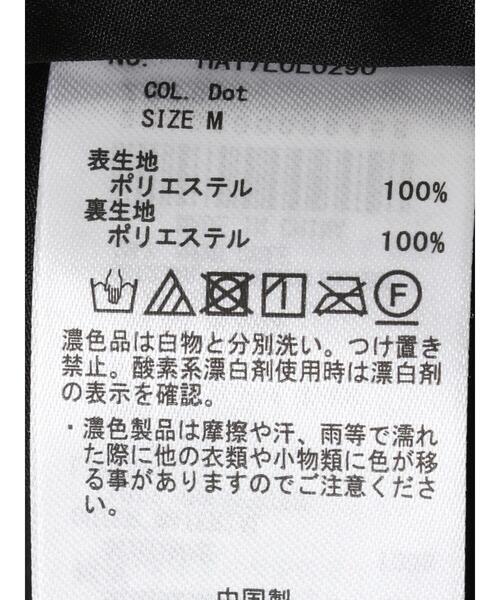 COL. Dot
SIZE M
表生地
ポリエステル 100%
裏生地
ポリエステル 100%
F
濃色品は白物と分別洗い。つけ置き
禁止。酸素系漂白剤使用時は漂白剤
の表示を確認。
・濃色製品は摩擦や汗、雨等で濡れ
た際に他の衣類や小物類に色が移
る事がありますのでご注意くださ
い。
中国製